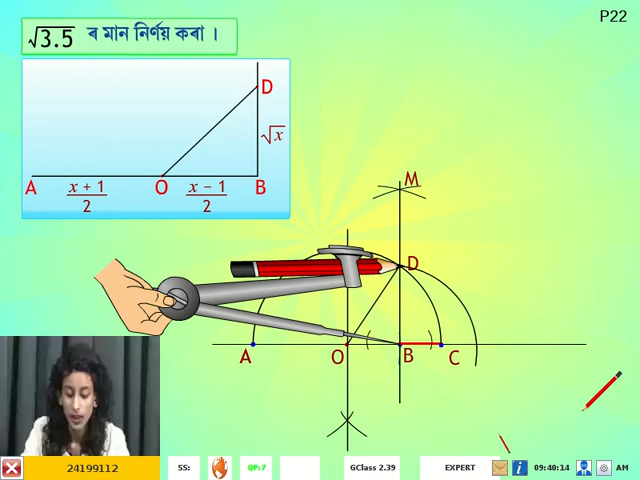 P22
√3.5 ৰ মান নিৰ্ণয় কৰা ।
D
√x
A
x + 1
2
O
x − 1
2
B
M
D
A
O
B
C
24199112
SS:
QP:7
GClass 2.39
EXPERT
09:40:14
AM